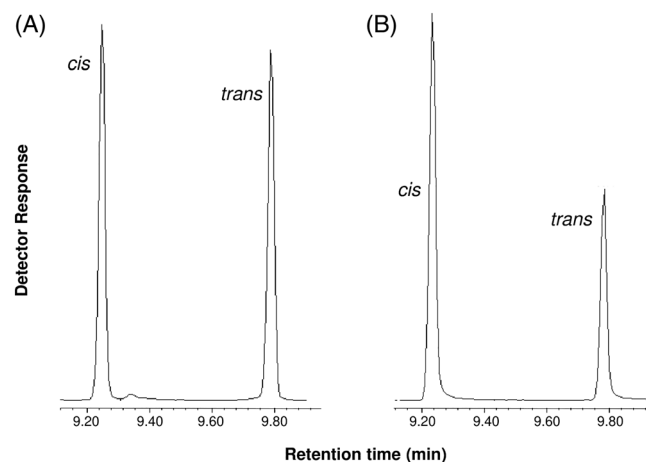 (A)
cis
trans
9.20 9.40 9.60 9.80
(B)
cis
trans
9.20 9.40 9.60 9.80
Detector Response
Retention time (min)